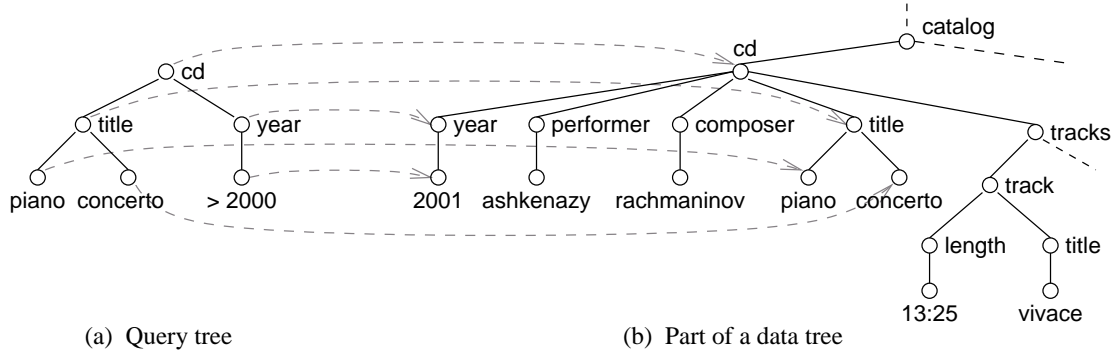 catalog
cd
cd
title year
year performer composer title
tracks
piano concerto > 2000
2001 ashkenazy rachmaninov piano concerto
track
length title
13:25 vivace
(a) Query tree
(b) Part of a data tree